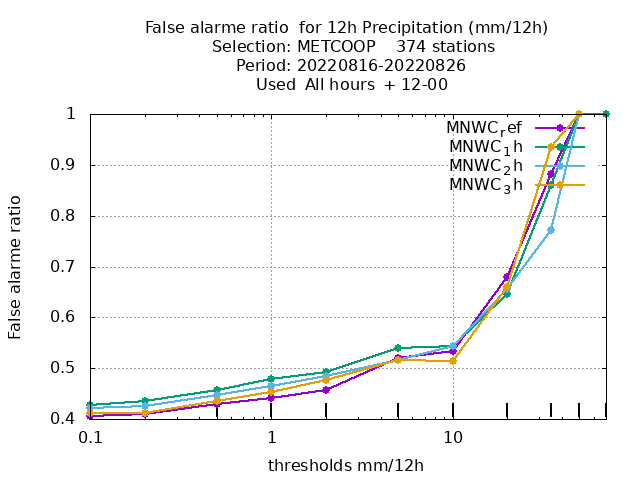 False alarme ratio  for 12h Precipitation (mm/12h)
Selection: METCOOP    374 stations
Period: 20220816-20220826
Used  All hours  + 12-00
1
0.9
0.8
0.7
0.6
0.5
0.4
0.1
1
10
False alarme ratio
thresholds mm/12h
MNWC_ref
MNWC_1h
MNWC_2h
MNWC_3h